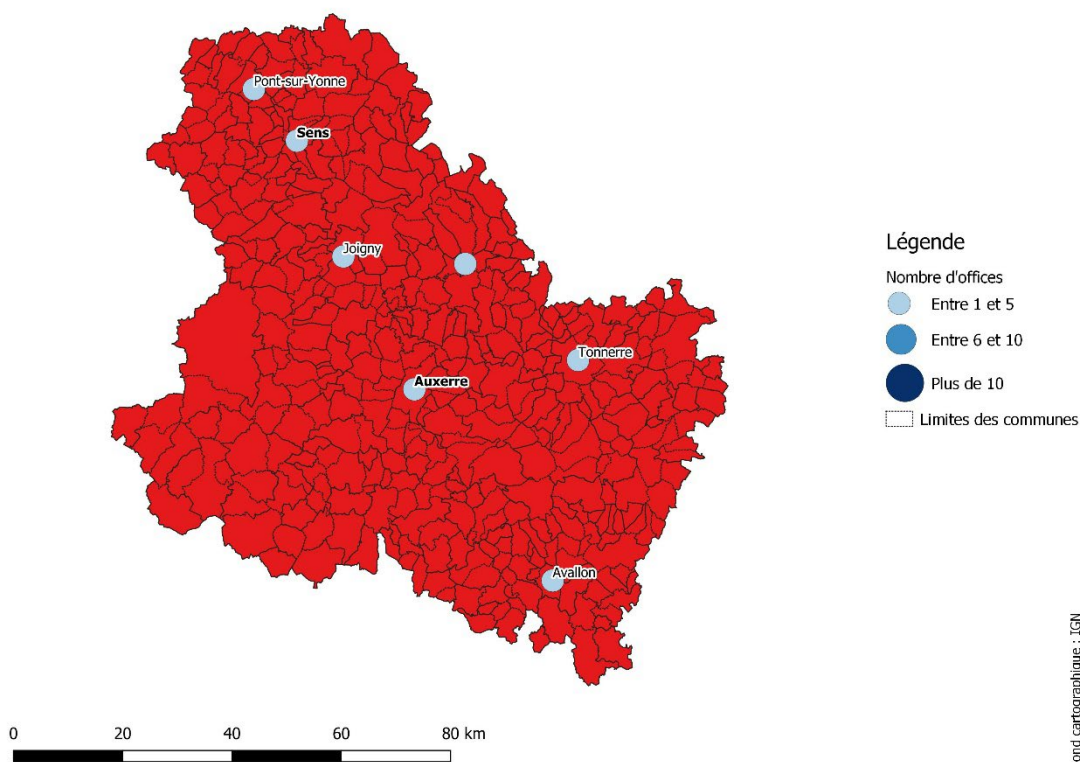 Pont-sur-Yonne
Sens
Joigny
Tonnerre
Auxerre
Avallon
Légende
Nombre d'offices
Entre 1 et 5
Entre 6 et 10
Plus de 10
Limites des communes
0 20 40 60 80 km
ond cartographique : IGN